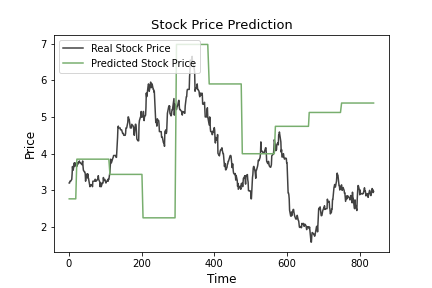 Stock Price Prediction
Real Stock Price
Predicted Stock Price
Price
7
6
5
4
3
2
0
200
400
600
800
Time